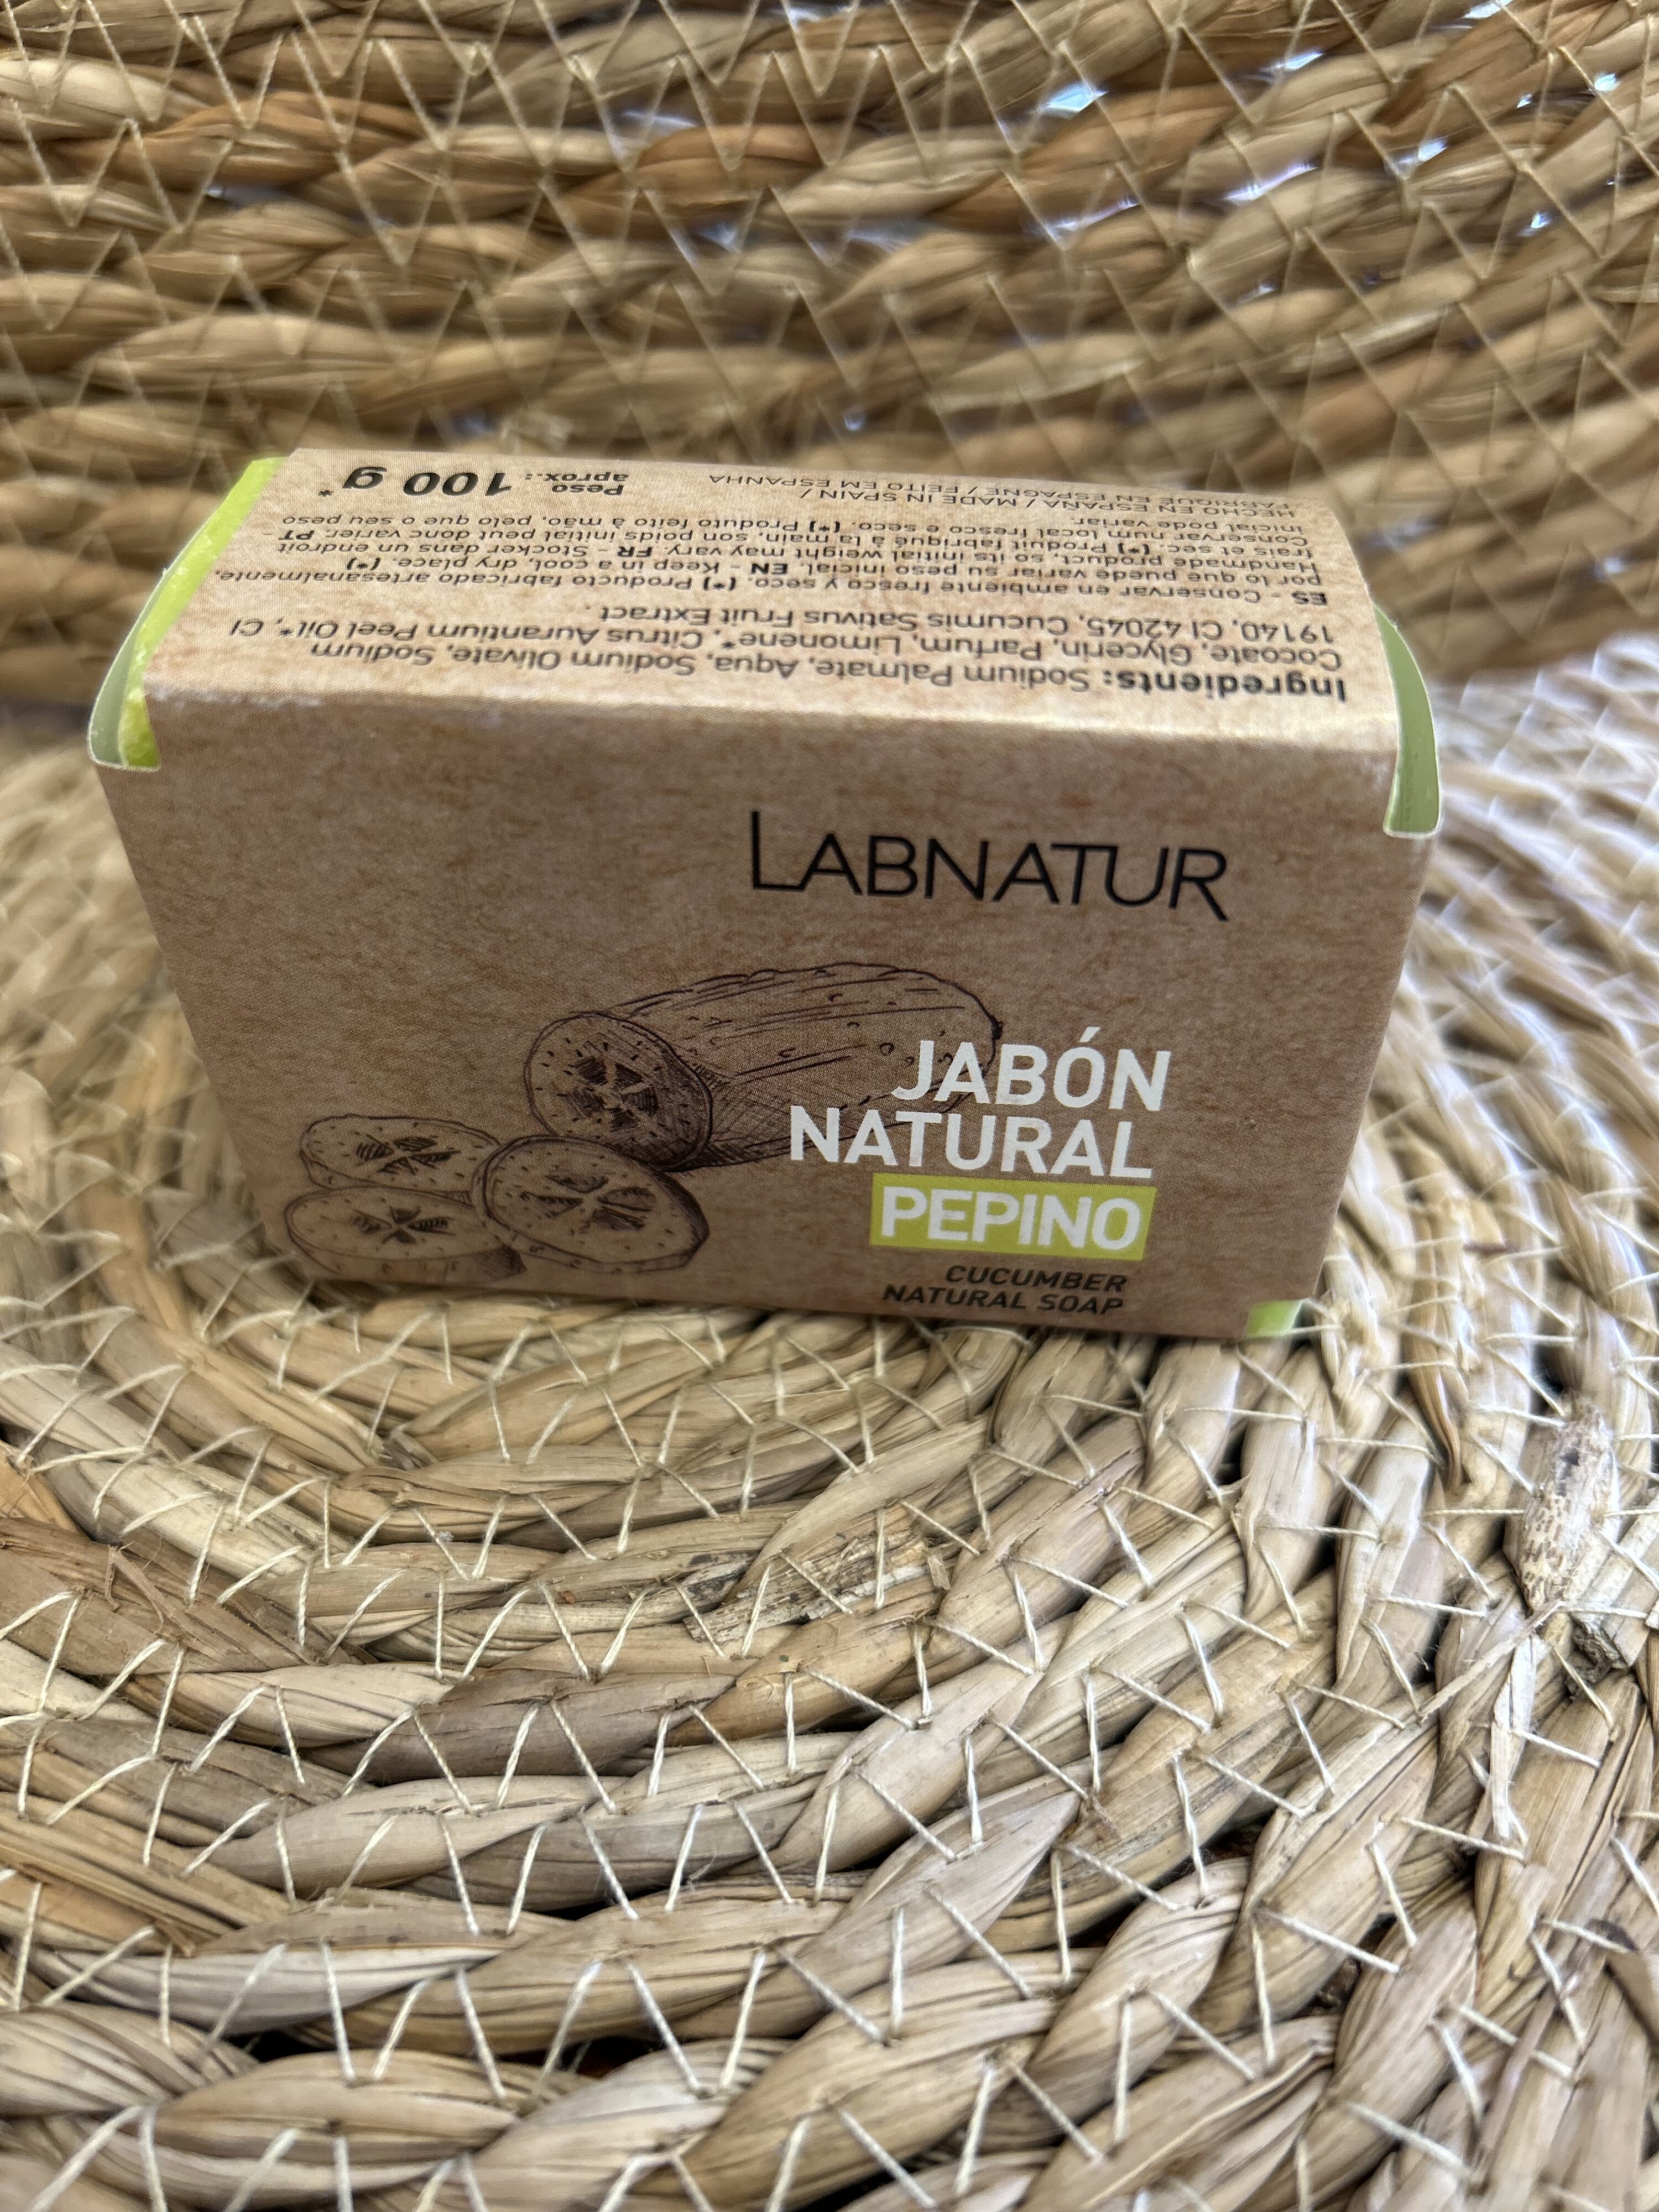 LABNATUR
JABÓN
NATURAL
PEPINO
CUCUMBER
NATURAL SOAP
Ingredients: Sodium Palmate, Aqua, Sodium Olivate, Sodium
Cocoate, Glycerin, Parfum, Limonene*, Citrus Aurantium Peel Oil*, CI
19140, CI 42045, Cucumis Sativus Fruit Extract.
ES - Conservar en ambiente fresco y seco. (*) Producto fabricado artesanalmente,
por lo que puede variar su peso inicial. EN - Keep in a cool, dry place. (*)
Handmade product, so its initial weight may vary. FR - Stocker dans un endroit
frais et sec. (*) Produit fabriqué à la main, son poids initial peut donc varier. PT -
Conservar num local fresco e seco. (*) Produto feito à mão, pelo que o seu peso
inicial pode variar.
HECHO EN ESPAÑA / MADE IN SPAIN /
FABRIQUÉ EN ESPAGNE / FEITO EM ESPANHA
Peso
aprox.: 100 g*